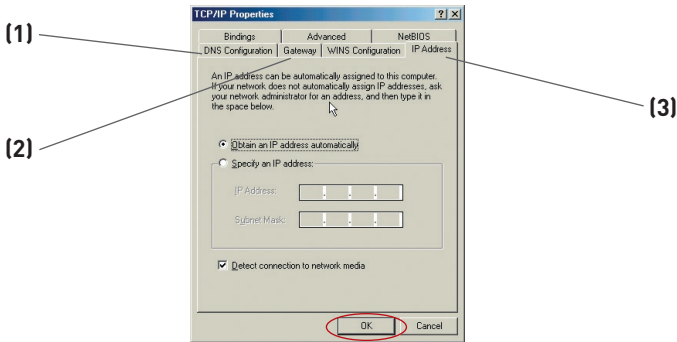 TCP/IP Properties ? X
(1)
Bindings Advanced NetBIOS
DNS Configuration Gateway WINS Configuration IP Address
An IP address can be automatically assigned to this computer.
If your network does not automatically assign IP addresses, ask
your network administrator for an address, and then type it in
the space below.
(3)
(2)
Obtain an IP address automatically
Specify an IP address:
IP Address: . . .
Subnet Mask: . . .
Detect connection to network media
OK Cancel